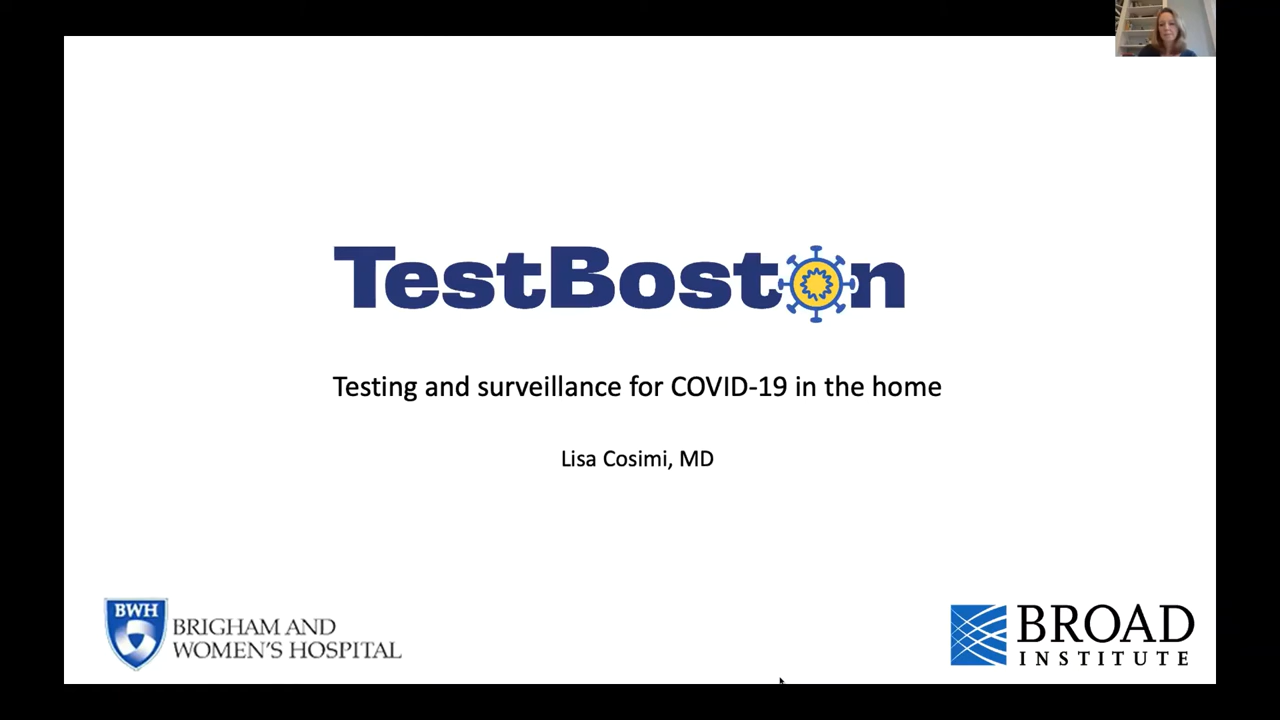 TestBoston
Testing and surveillance for COVID-19 in the home
Lisa Cosimi, MD
BWH
BRIGHAM AND
WOMEN'S HOSPITAL
BROAD
INSTITUTE